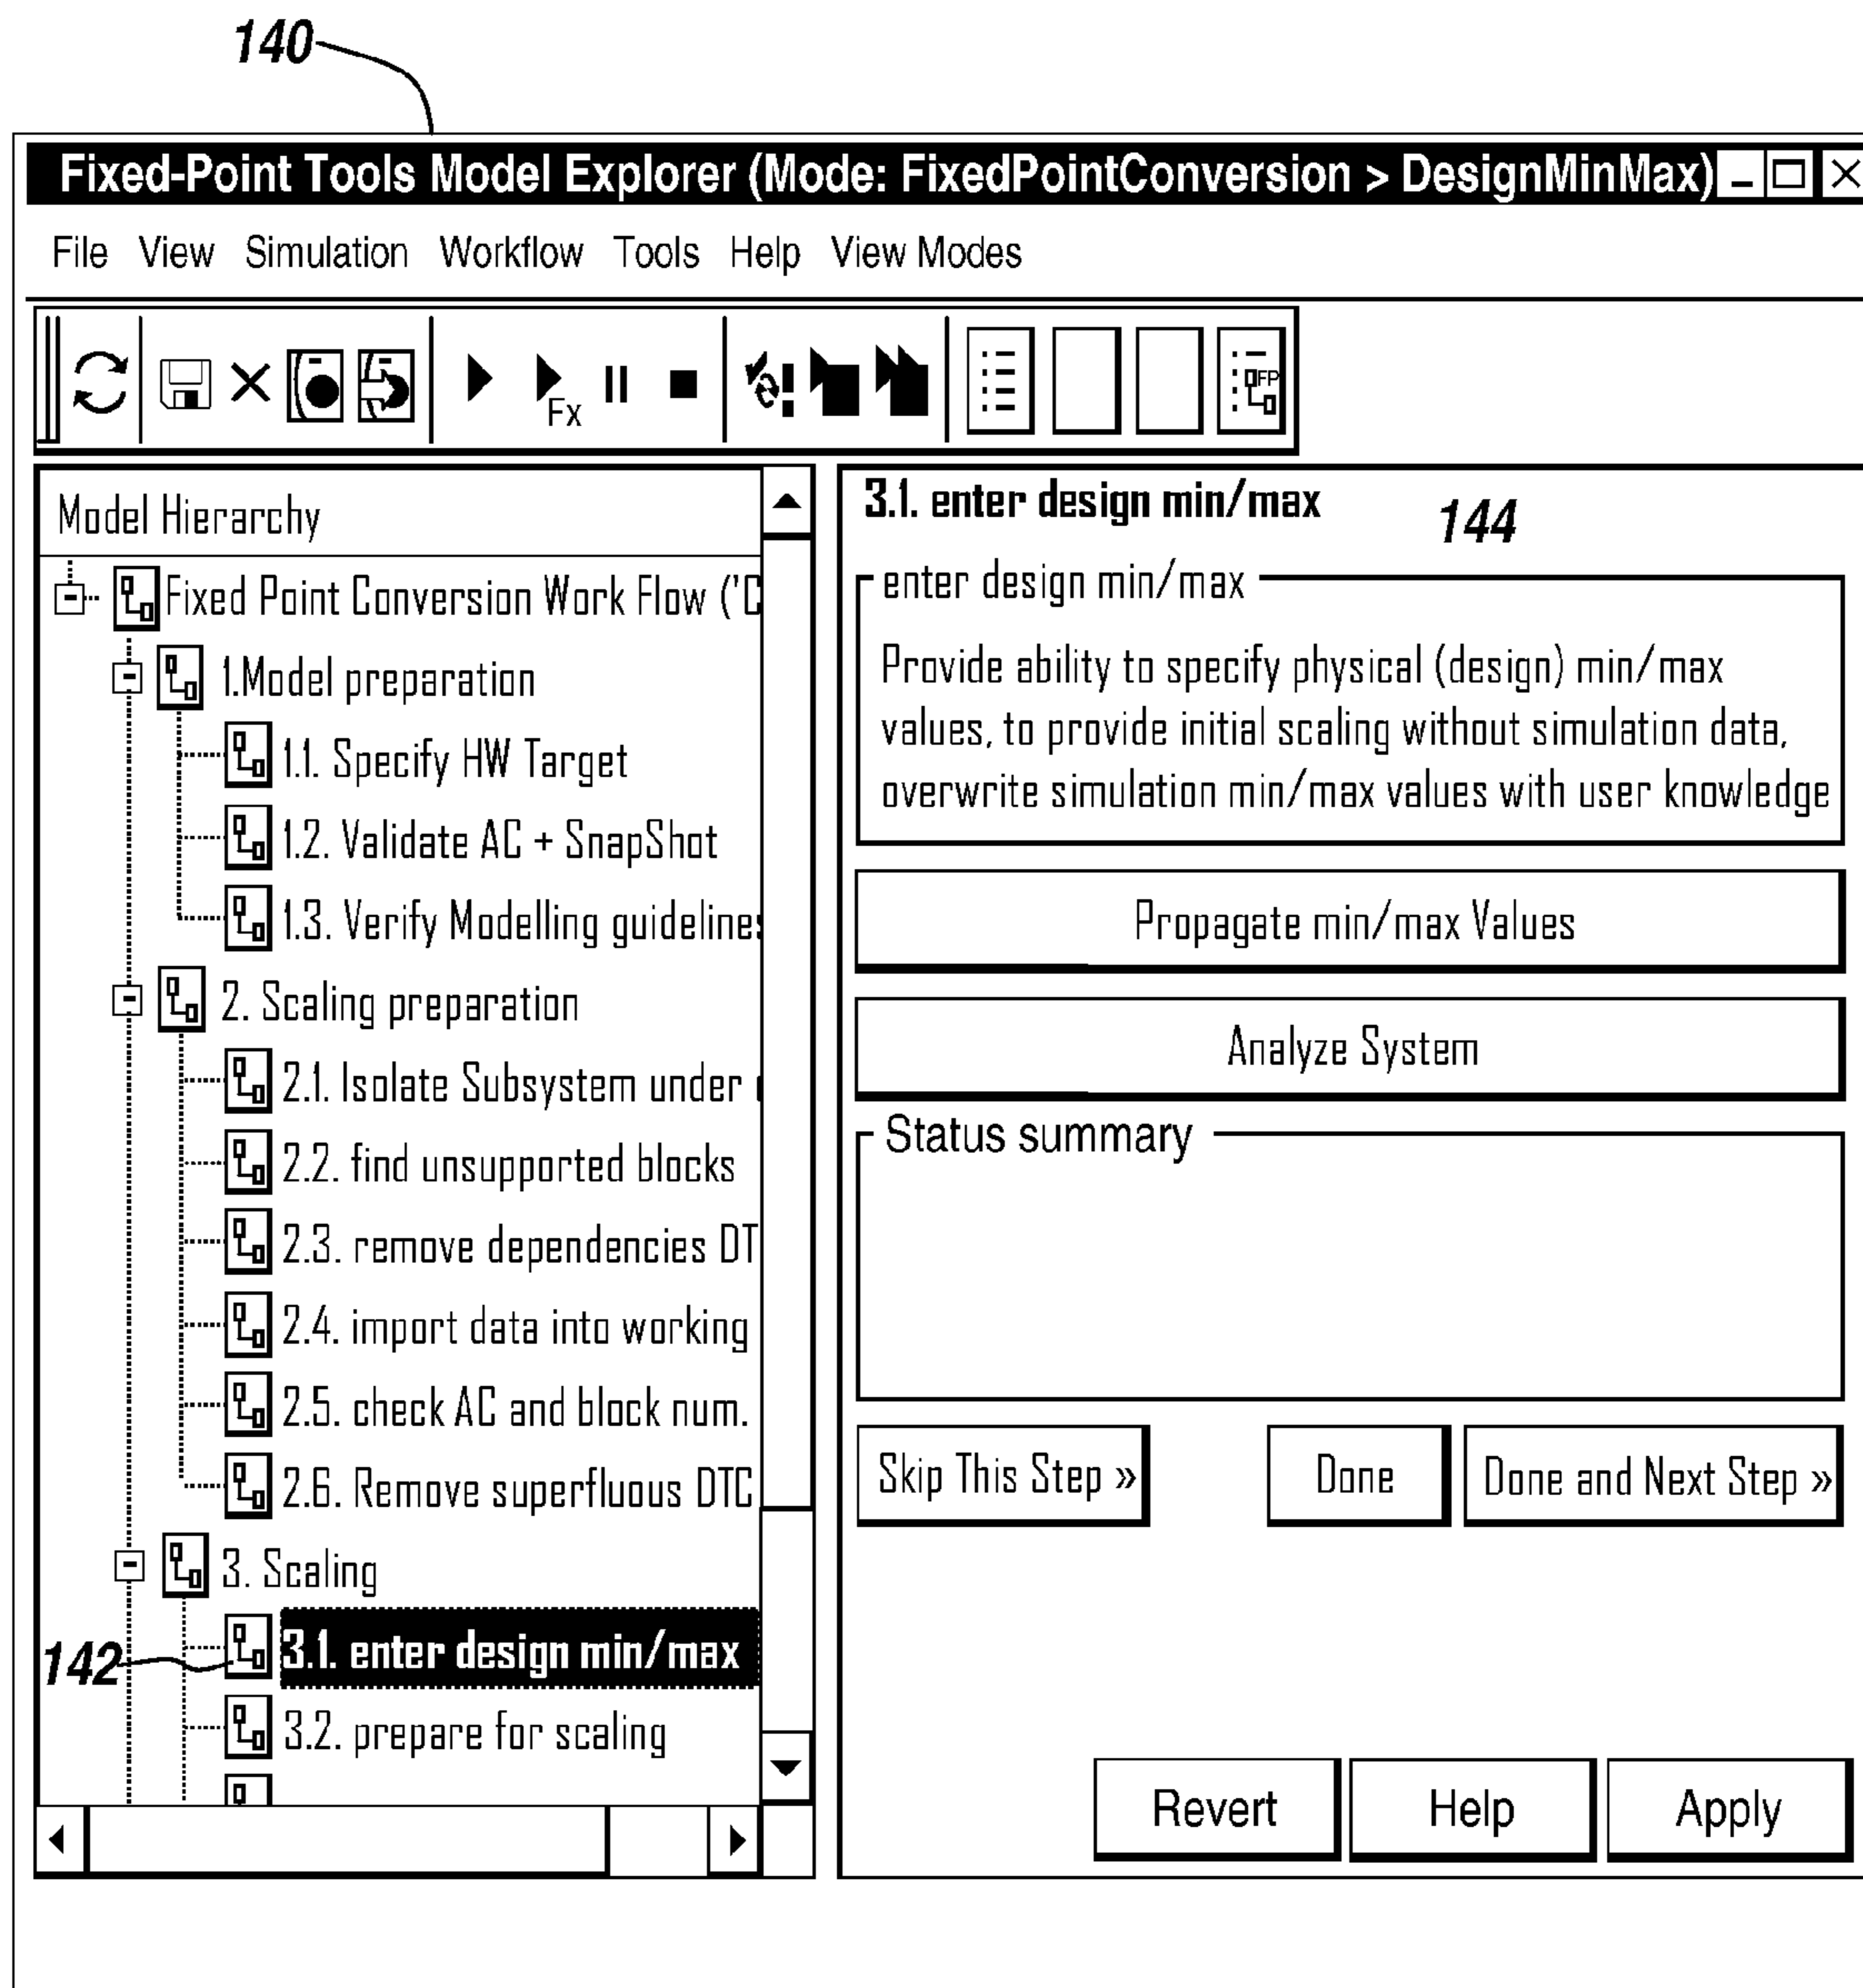 140
Fixed-Point Tools Model Explorer (Mode: FixedPointConversion > DesignMinMax)
File View Simulation Workflow Tools Help View Modes
Fx
FP
Model Hierarchy
Fixed Point Conversion Work Flow ('C
1.Model preparation
1.1. Specify HW Target
1.2. Validate AC + SnapShot
1.3. Verify Modelling guidelines
2. Scaling preparation
2.1. Isolate Subsystem under
2.2. find unsupported blocks
2.3. remove dependencies DT
2.4. import data into working
2.5. check AC and block num.
2.6. Remove superfluous DTC
3. Scaling
142
3.1. enter design min/max
3.2. prepare for scaling
3.1. enter design min/max
144
enter design min/max
Provide ability to specify physical (design) min/max
values, to provide initial scaling without simulation data,
overwrite simulation min/max values with user knowledge
Propagate min/max Values
Analyze System
Status summary
Skip This Step »
Done
Done and Next Step »
Revert
Help
Apply